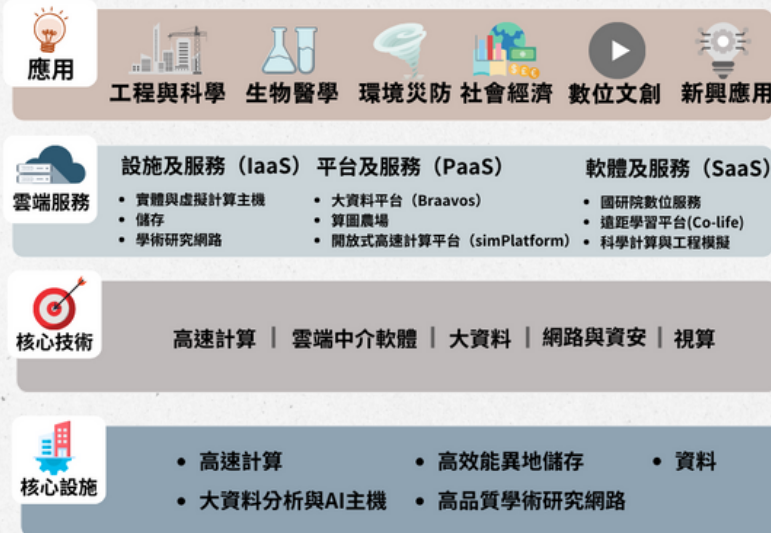 應用
工程與科學 生物醫學 環境災防 社會經濟 數位文創 新興應用
雲端服務
設施及服務（IaaS）
• 實體與虛擬計算主機
• 儲存
• 學術研究網路
平台及服務（PaaS）
• 大資料平台（Braavos）
• 算圖農場
• 開放式高速計算平台（simPlatform）
軟體及服務（SaaS）
• 國研院數位服務
• 遠距學習平台(Co-life)
• 科學計算與工程模擬
核心技術
高速計算 | 雲端中介軟體 | 大資料 | 網路與資安 | 視算
核心設施
• 高速計算
• 大資料分析與AI主機
• 高效能異地儲存
• 高品質學術研究網路
• 資料